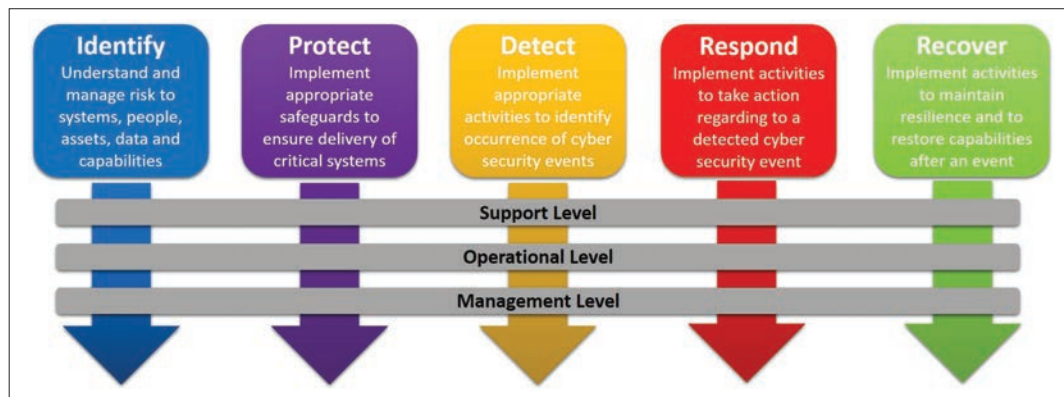 Identify
Understand and
manage risk to
systems, people,
assets, data and
capabilities
Protect
Implement
appropriate
safeguards to
ensure delivery of
critical systems
Detect
Implement
appropriate
activities to identify
occurrence of cyber
security events
Respond
Implement activities
to take action
regarding to a
detected cyber
security event
Recover
Implement activities
to maintain
resilience and to
restore capabilities
after an event
Support Level
Operational Level
Management Level